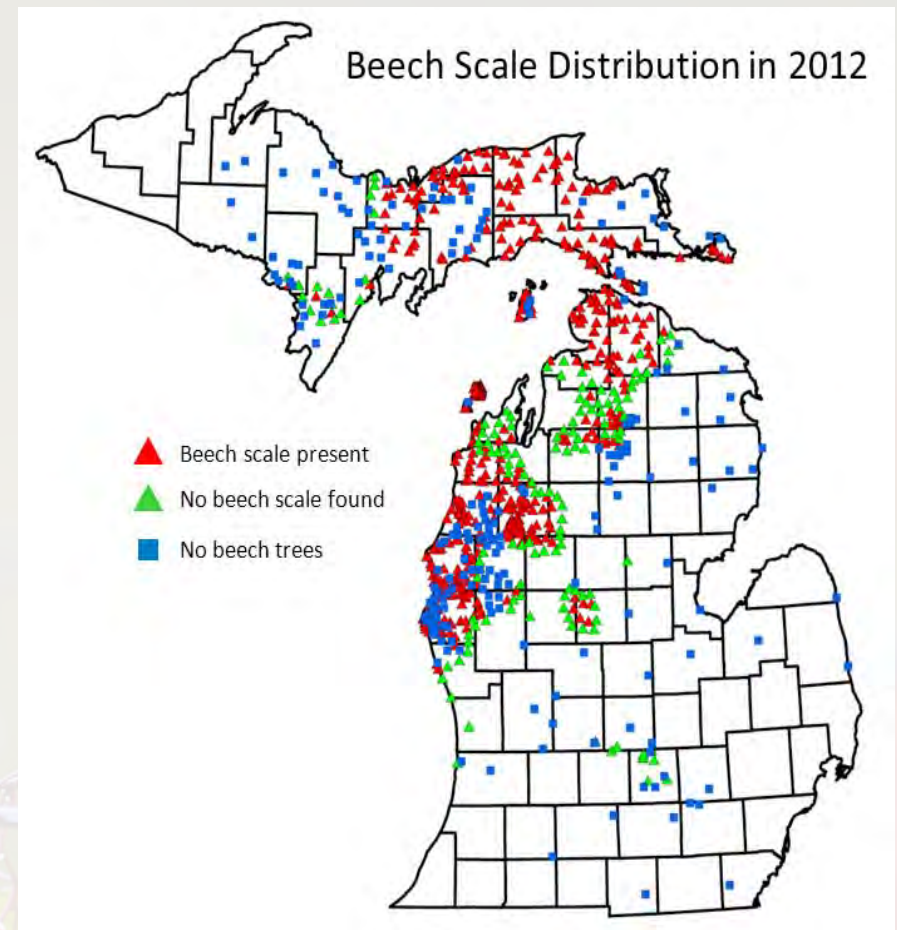 Beech Scale Distribution in 2012
Beech scale present
No beech scale found
No beech trees